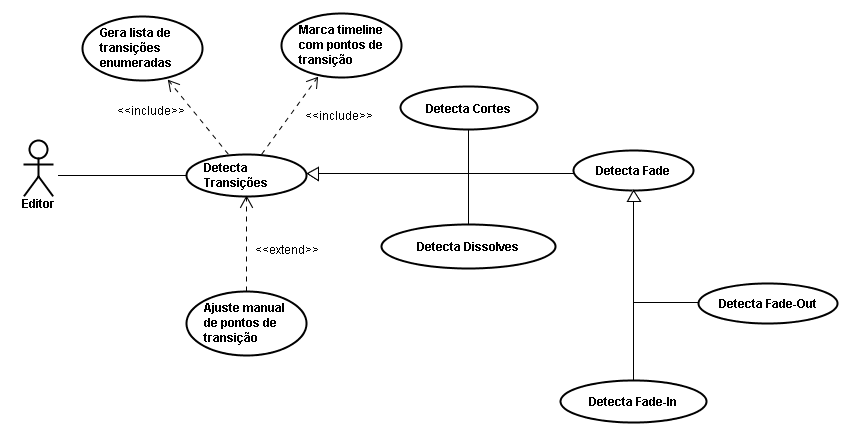 Gera lista de
transições
enumeradas
Marca timeline
com pontos de
transição
<<include>>
<<include>>
Detecta Cortes
Editor
Detecta
Transições
Detecta Fade
Detecta Dissolves
<<extend>>
Ajuste manual
de pontos de
transição
Detecta Fade-Out
Detecta Fade-In